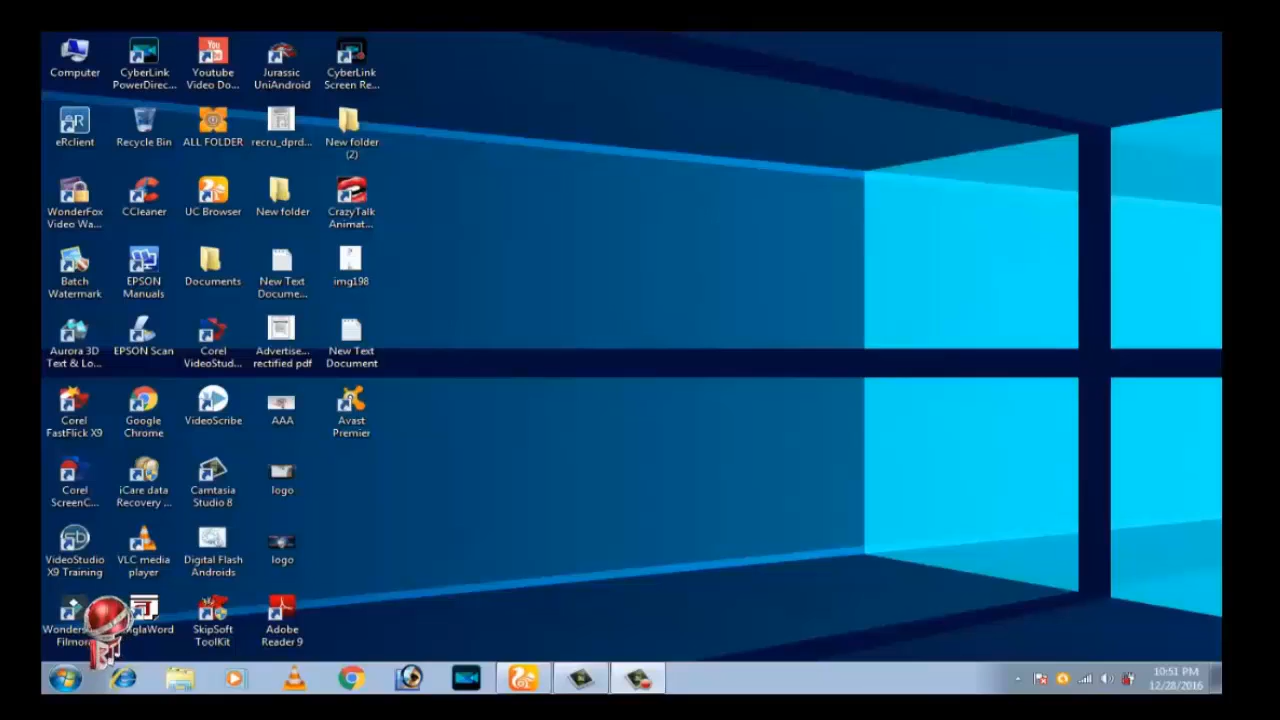 Computer
CyberLink
PowerDirec...
Youtube
Video Do...
Jurassic
UniAndroid
CyberLink
Screen Re...
eRclient
Recycle Bin
ALL FOLDER
recru_dprd...
New folder
(2)
WonderFox
Video Wa...
CCleaner
UC Browser
New folder
CrazyTalk
Animat...
Batch
Watermark
EPSON
Manuals
Documents
New Text
Docume...
img198
Aurora 3D
Text & Lo...
EPSON Scan
Corel
VideoStud...
Advertise...
rectified pdf
New Text
Document
Corel
FastFlick X9
Google
Chrome
VideoScribe
AAA
Avast
Premier
Corel
ScreenC...
iCare data
Recovery ...
Camtasia
Studio 8
logo
VideoStudio
X9 Training
VLC media
player
Digital Flash
Androids
logo
SkipSoft
ToolKit
Adobe
Reader 9
10:51 PM
12/28/2016